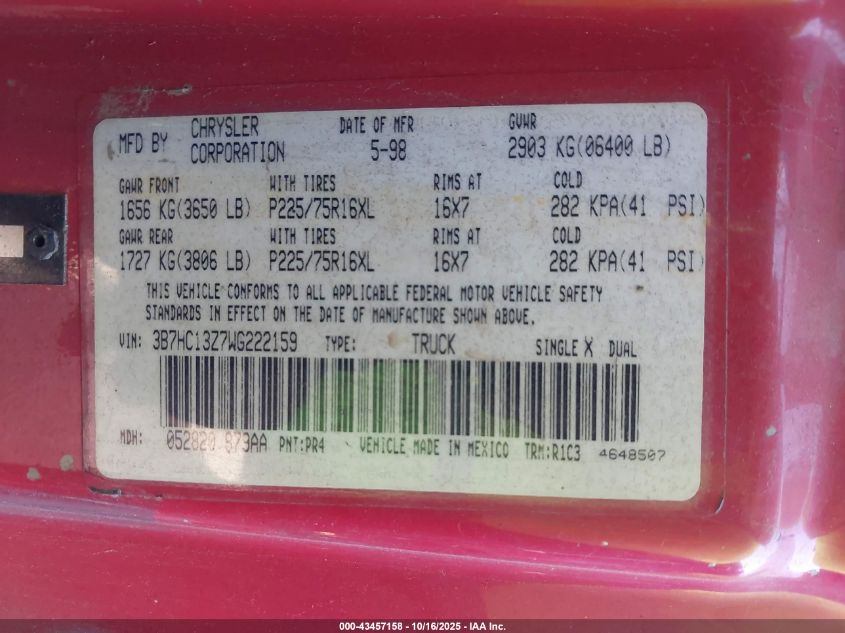 MFD BY CHRYSLER CORPORATION DATE OF MFR 5-98 GVWR 2903 KG(06400 LB)
GAWR FRONT WITH TIRES RIMS AT COLD
1656 KG(3650 LB) P225/75R16XL 16X7 282 KPA(41 PSI)
GAWR REAR WITH TIRES RIMS AT COLD
1727 KG(3806 LB) P225/75R16XL 16X7 282 KPA(41 PSI)
THIS VEHICLE CONFORMS TO ALL APPLICABLE FEDERAL MOTOR VEHICLE SAFETY
STANDARDS IN EFFECT ON THE DATE OF MANUFACTURE SHOWN ABOVE.
VIN: 3B7HC13Z7WG222159 TYPE: TRUCK SINGLE X DUAL
MDH: 052820 873AA PNT:PR4 VEHICLE MADE IN MEXICO TRM:R1C3 4648507
000-43457158 - 10/16/2025 - IAA Inc.